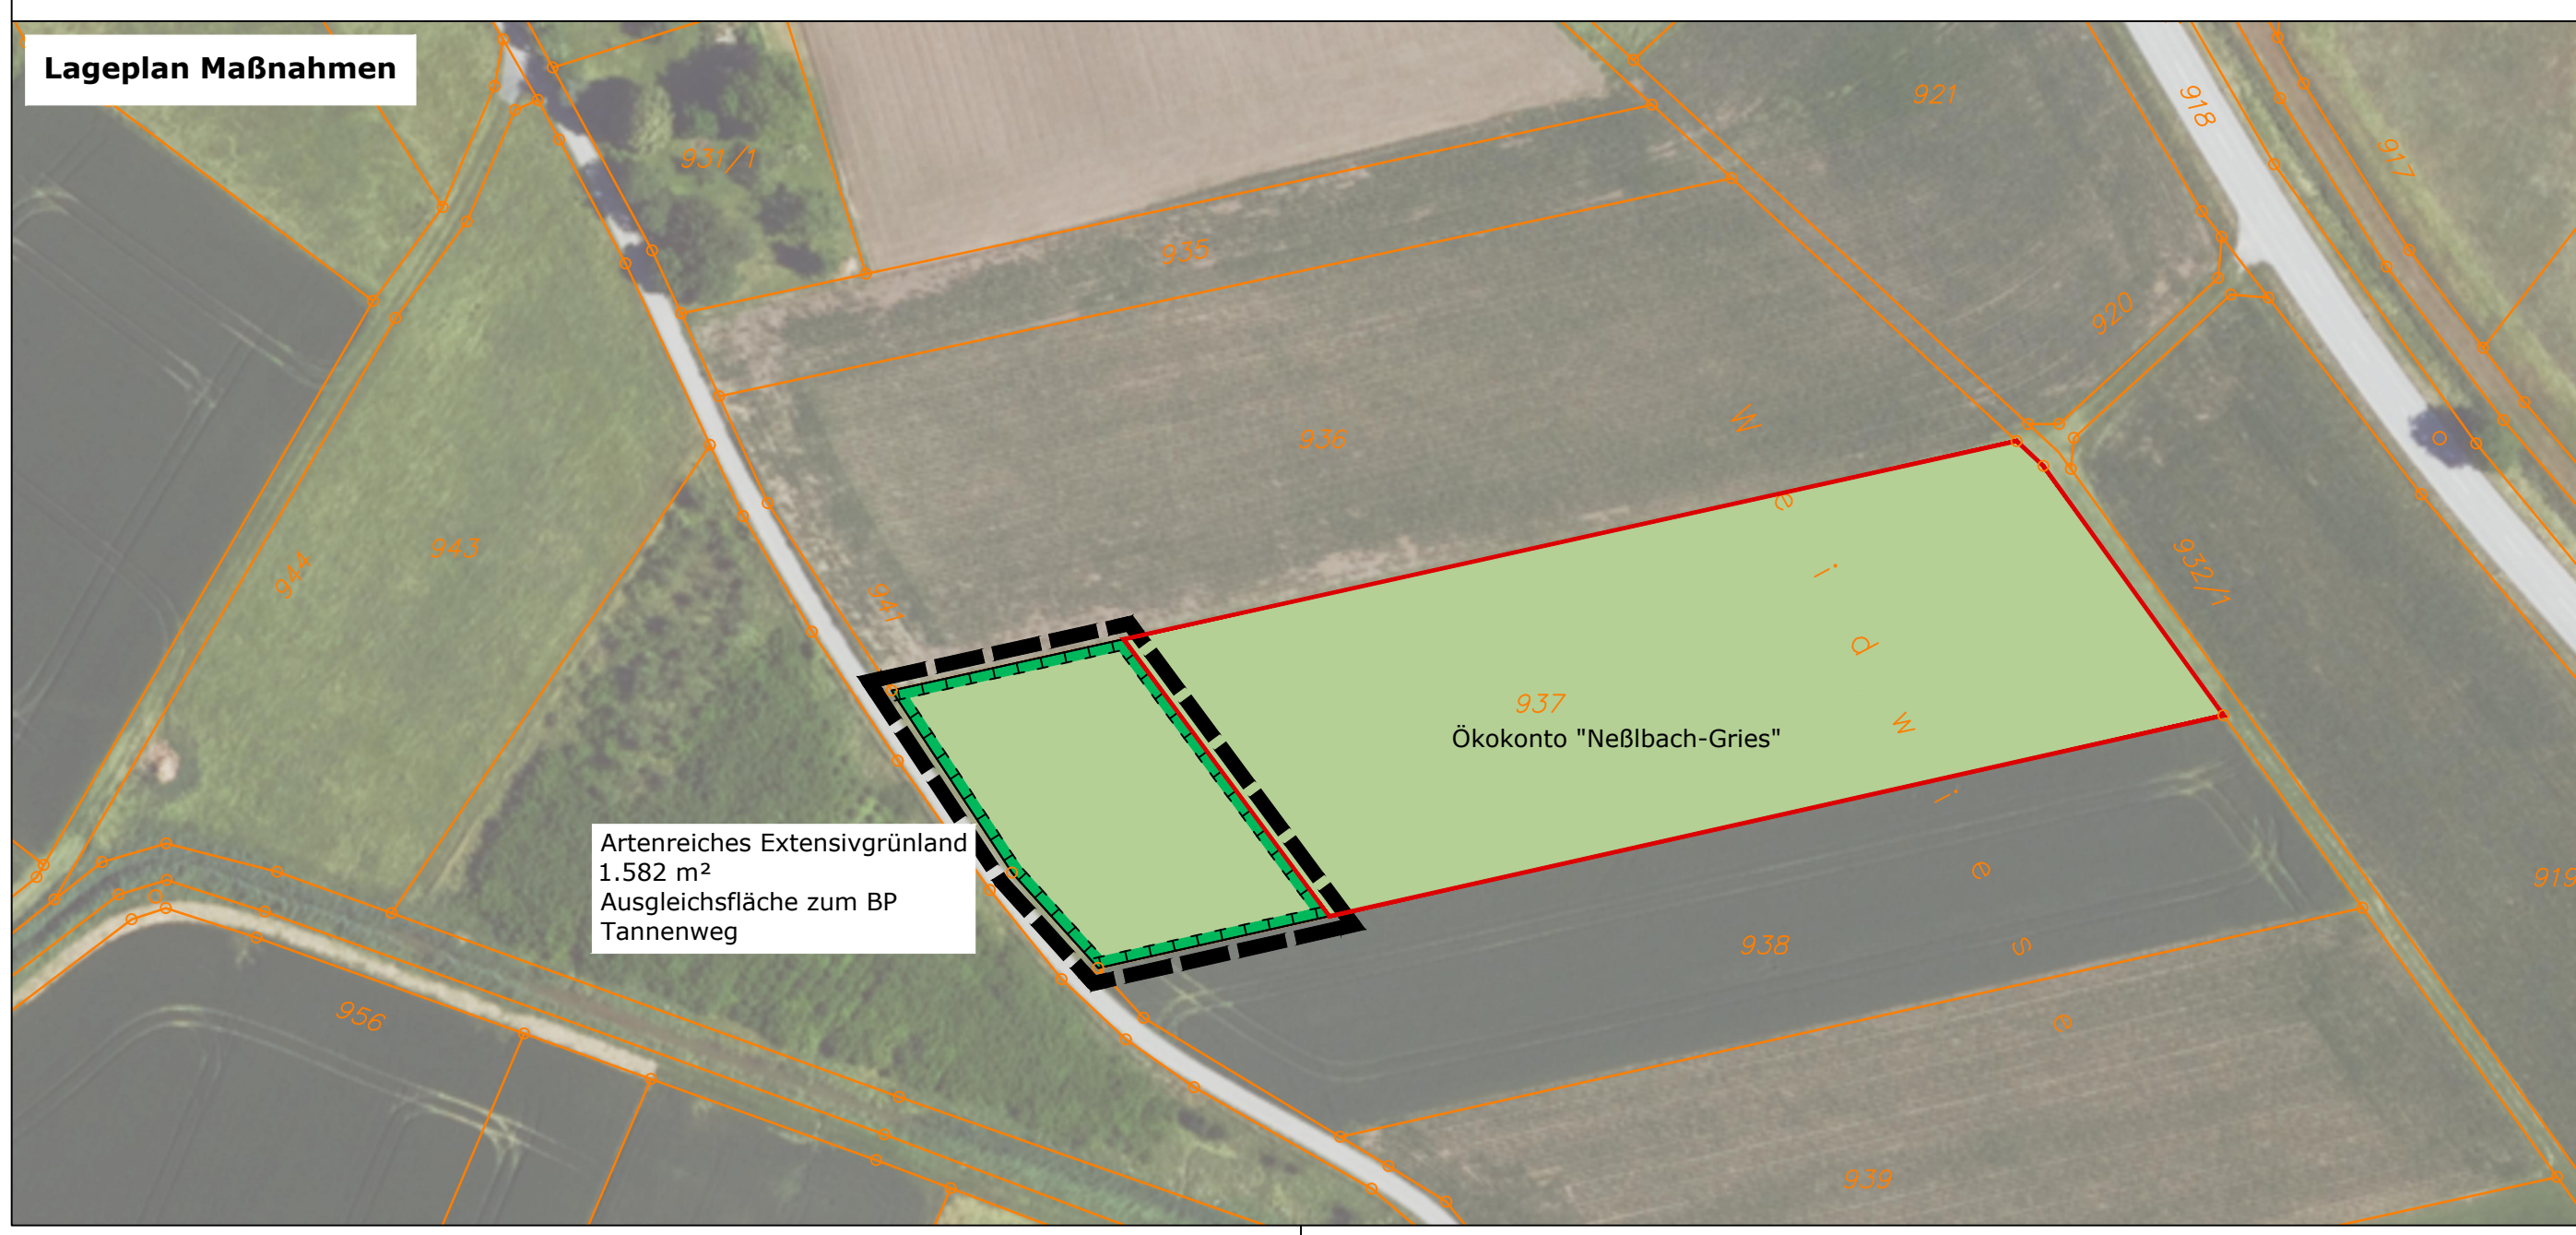 Lageplan Maßnahmen
921
918
917
931/1
935
920
936
943
944
941
932/1
937
Ökokonto "Neßlbach-Gries"
Weidwiese
Artenreiches Extensivgrünland
1.582 m²
Ausgleichsfläche zum BP
Tannenweg
919
938
956
939